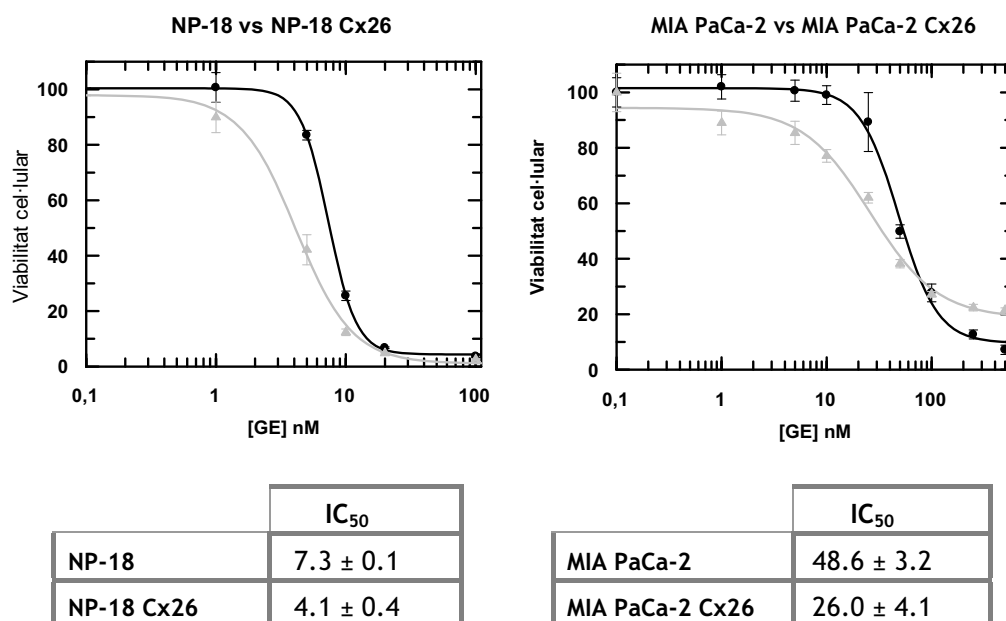 NP-18 vs NP-18 Cx26
100
80
60
40
20
0
Viabilitat cel·lular
0,1
1
10
100
[GE] nM
MIA PaCa-2 vs MIA PaCa-2 Cx26
100
80
60
40
20
0
Viabilitat cel·lular
0,1
1
10
100
[GE] nM
IC50
NP-18 7.3 ± 0.1
NP-18 Cx26 4.1 ± 0.4
IC50
MIA PaCa-2 48.6 ± 3.2
MIA PaCa-2 Cx26 26.0 ± 4.1